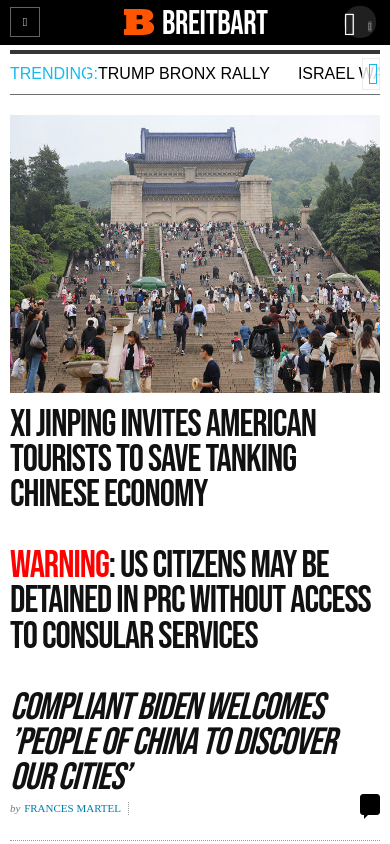 B BREITBART
TRENDING: TRUMP BRONX RALLY ISRAEL WA
XI JINPING INVITES AMERICAN
TOURISTS TO SAVE TANKING
CHINESE ECONOMY
WARNING: US CITIZENS MAY BE
DETAINED IN PRC WITHOUT ACCESS
TO CONSULAR SERVICES
COMPLIANT BIDEN WELCOMES
’PEOPLE OF CHINA TO DISCOVER
OUR CITIES’
by FRANCES MARTEL